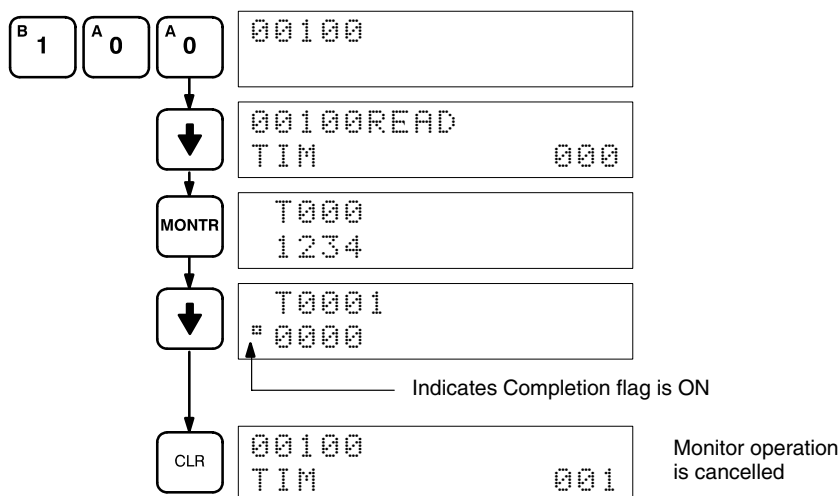 B 1 A 0 A 0 00100
00100READ
TIM 000
MONTR T000
1234
T0001
0000
Indicates Completion flag is ON
CLR 00100
TIM 001
Monitor operation
is cancelled